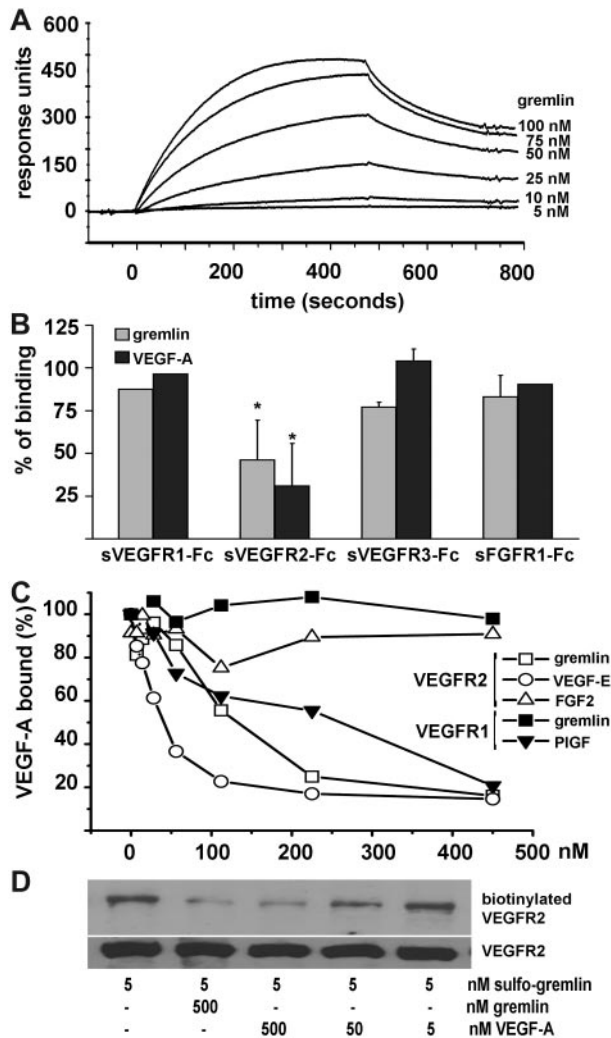 A
600
450
300
150
0
response units
gremlin
100 nM
75 nM
50 nM
25 nM
10 nM
5 nM
0 200 400 600 800
time (seconds)
B
125
100
75
50
25
% of binding
gremlin
VEGF-A
* *
sVEGFR1-Fc sVEGFR2-Fc sVEGFR3-Fc sFGFR1-Fc
C
100
80
60
40
20
VEGF-A bound (%)
VEGFR2
gremlin
VEGF-E
FGF2
VEGFR1
gremlin
PlGF
0 100 200 300 400 500 nM
D
biotinylated
VEGFR2
VEGFR2
5 5 5 5 5 nM sulfo-gremlin
- 500 - - - nM gremlin
- - 500 50 5 nM VEGF-A